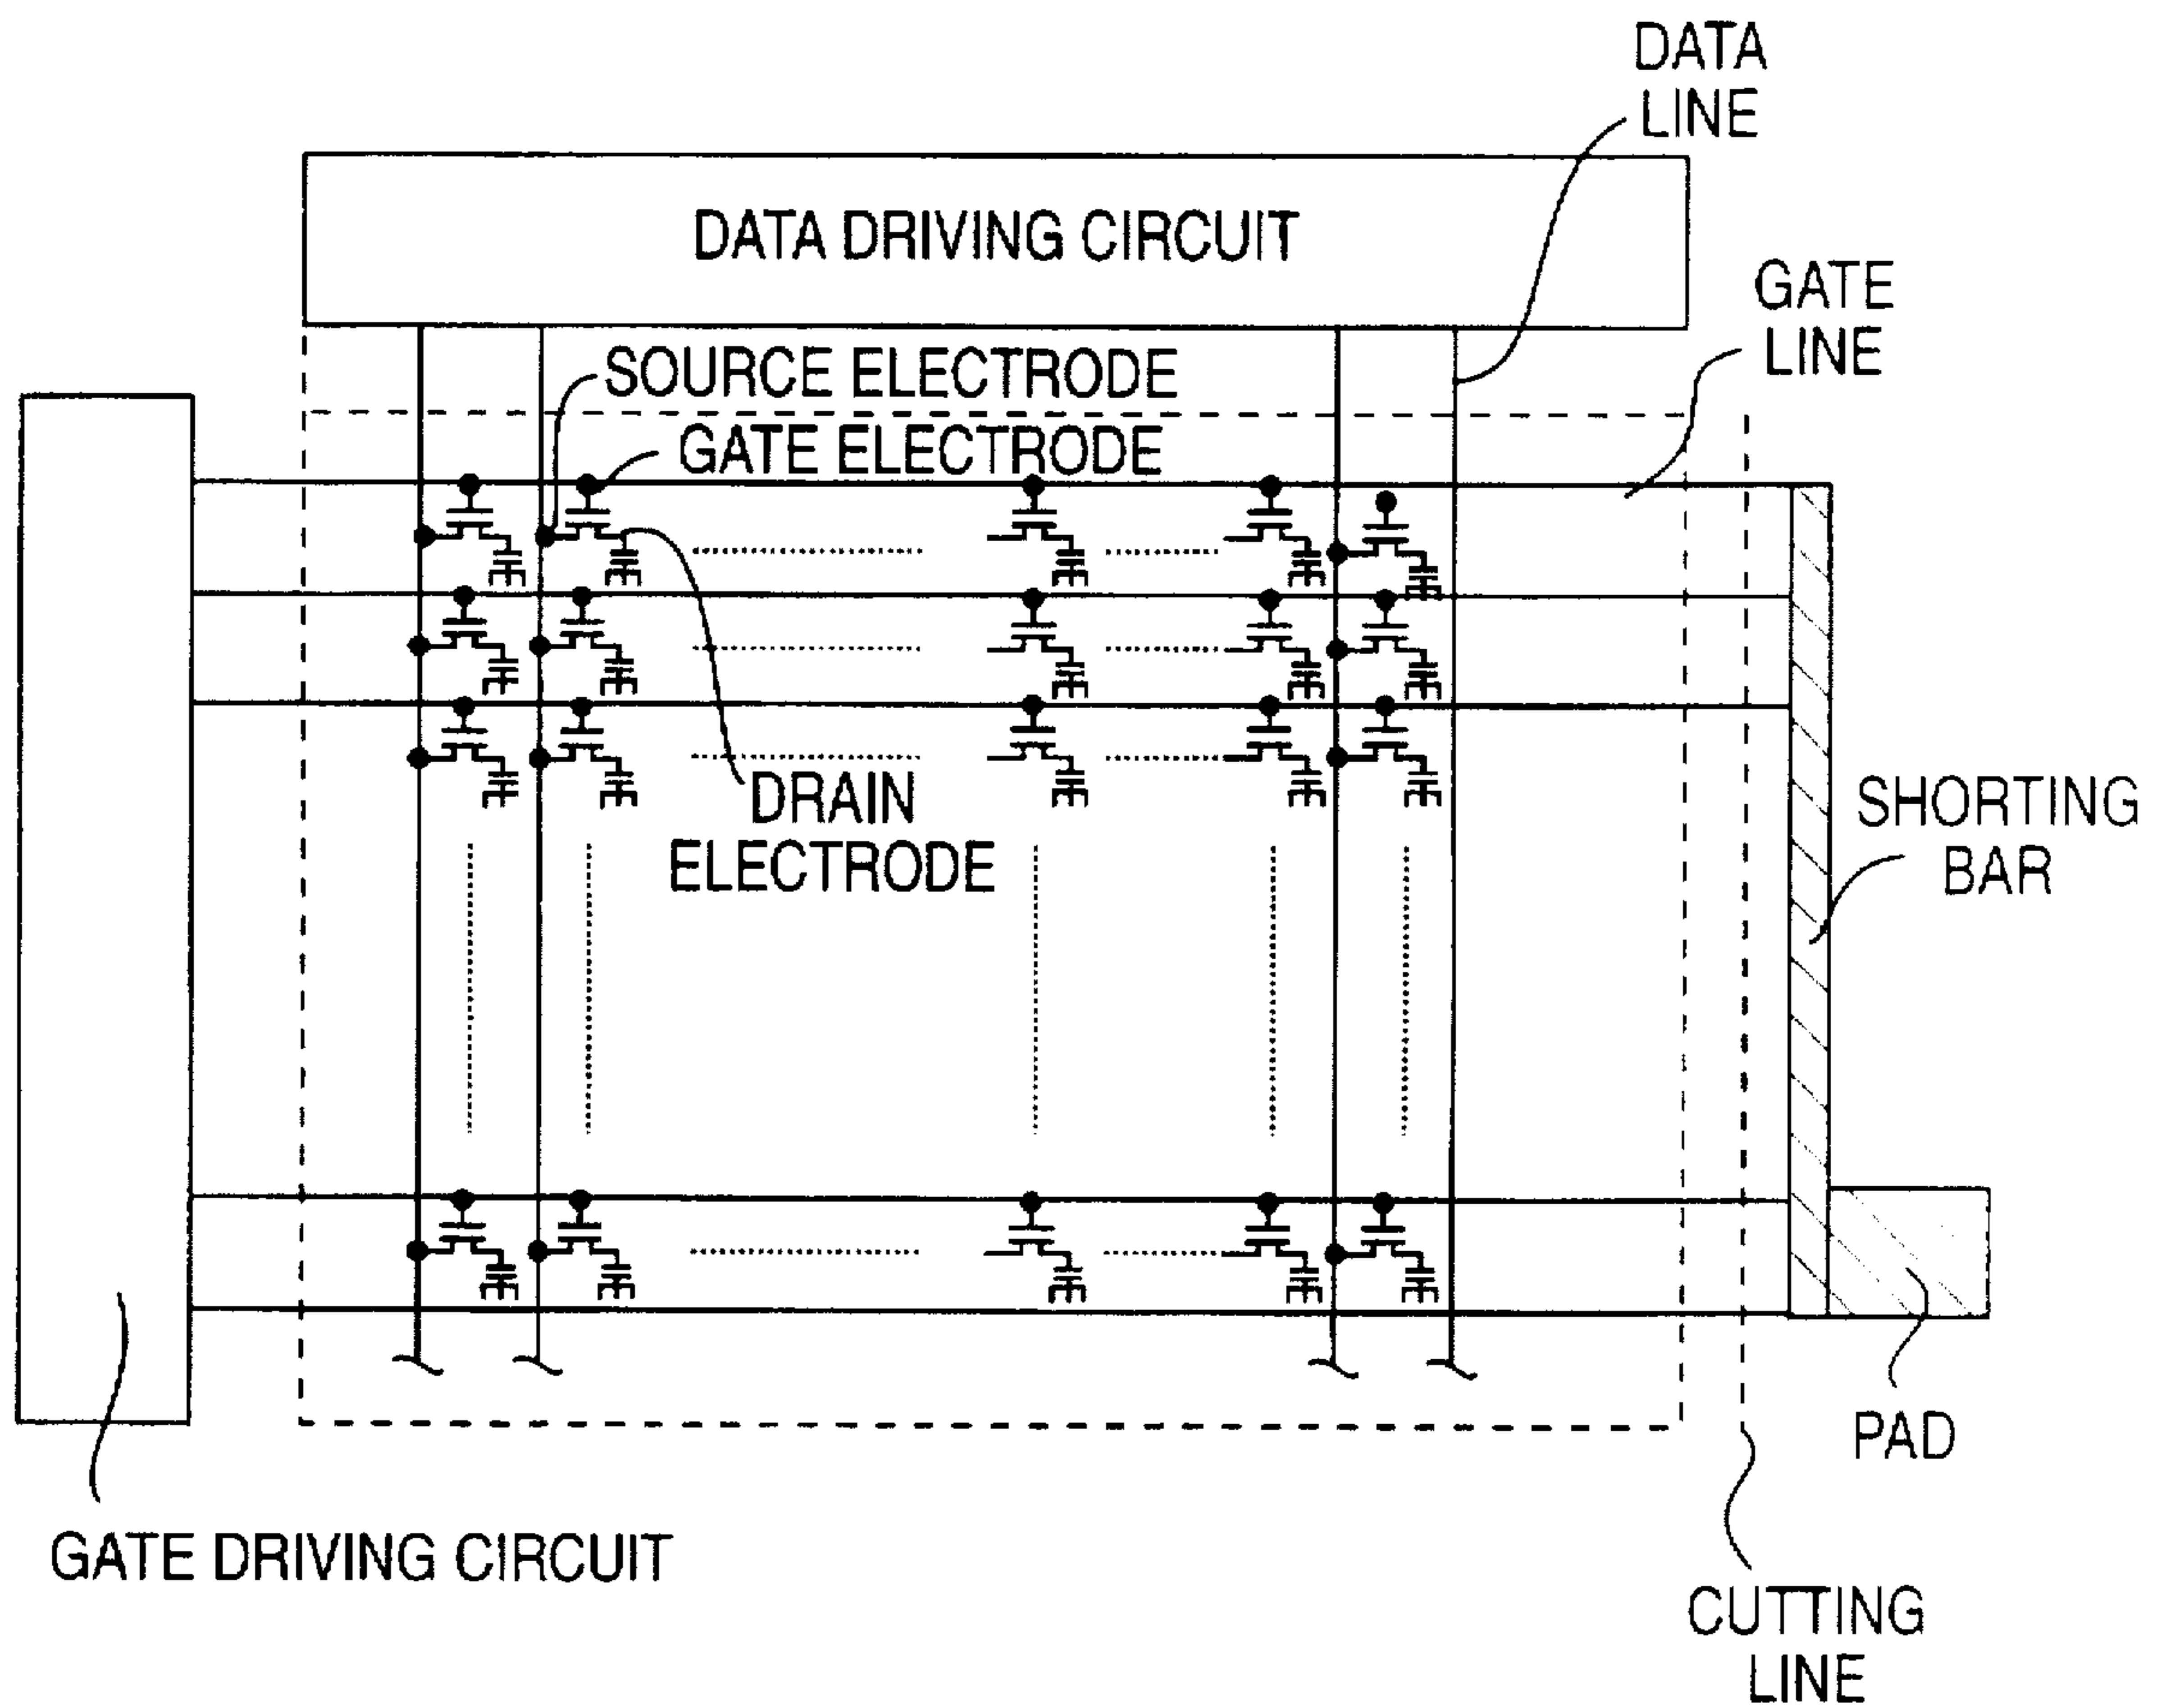 DATA
LINE
DATA DRIVING CIRCUIT
GATE
LINE
SOURCE ELECTRODE
GATE ELECTRODE
DRAIN
ELECTRODE
SHORTING
BAR
PAD
GATE DRIVING CIRCUIT
CUTTING
LINE